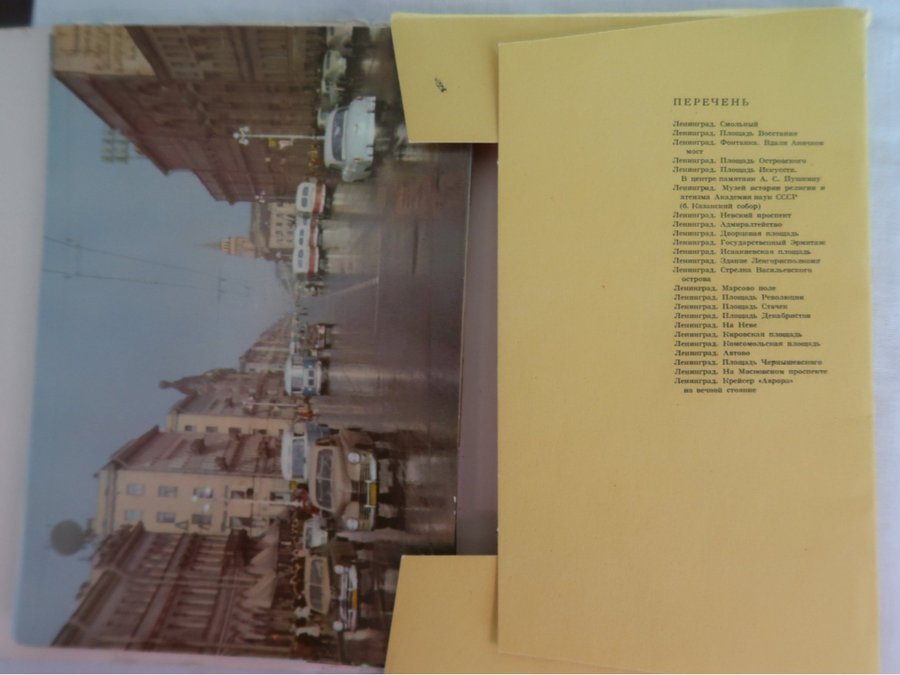 ПЕРЕЧЕНЬ
Ленинград. Смольный
Ленинград. Площадь Восстания
Ленинград. Фонтанка. Вдали Аничков
мост
Ленинград. Площадь Островского
Ленинград. Площадь Искусств.
В центре памятник А. С. Пушкину
Ленинград. Музей истории религии и
атеизма Академии наук СССР
(б. Казанский собор)
Ленинград. Невский проспект
Ленинград. Адмиралтейство
Ленинград. Дворцовая площадь
Ленинград. Государственный Эрмитаж
Ленинград. Исаакиевская площадь
Ленинград. Здание Ленгорисполкома
Ленинград. Стрелка Васильевского
острова
Ленинград. Марсово поле
Ленинград. Площадь Революции
Ленинград. Площадь Стачек
Ленинград. Площадь Декабристов
Ленинград. На Неве
Ленинград. Кировская площадь
Ленинград. Комсомольская площадь
Ленинград. Автово
Ленинград. Площадь Чернышевского
Ленинград. На Московском проспекте
Ленинград. Крейсер «Аврора»
на вечной стоянке